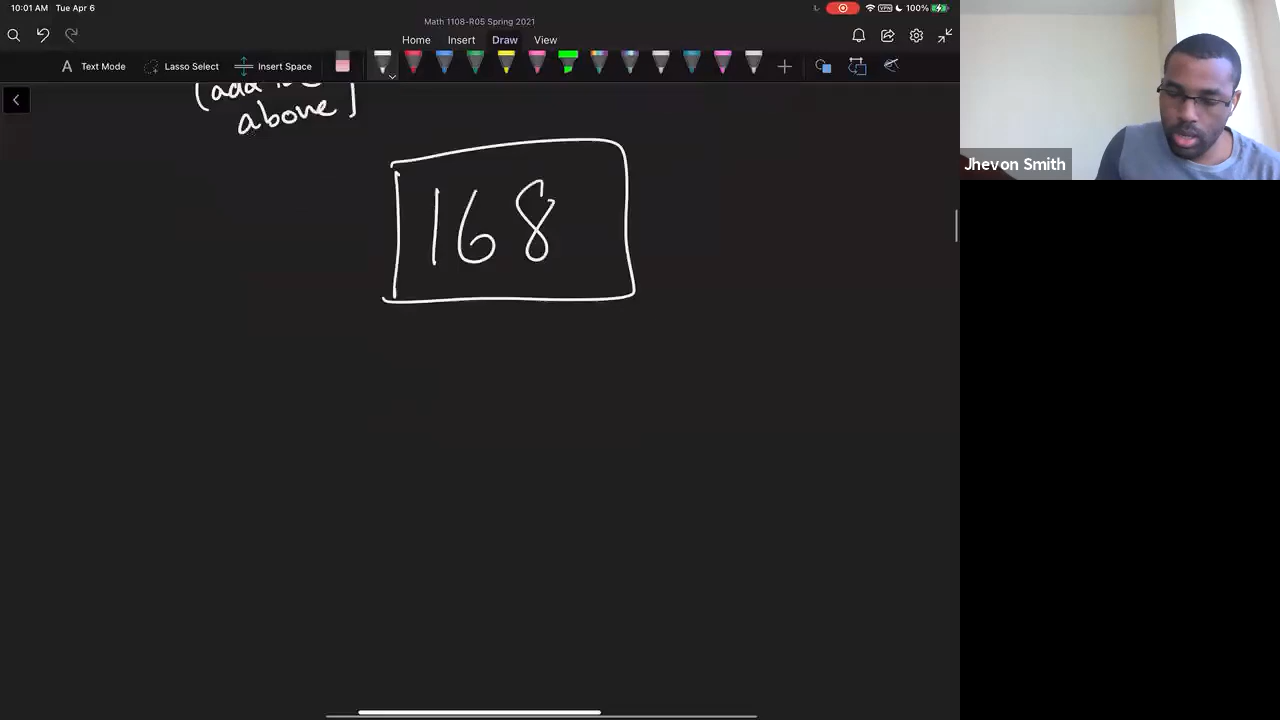 10:01 AM Tue Apr 6
100%
Math 1108-R05 Spring 2021
Home Insert Draw View
Text Mode Lasso Select Insert Space
(add
above]
168
Jhevon Smith